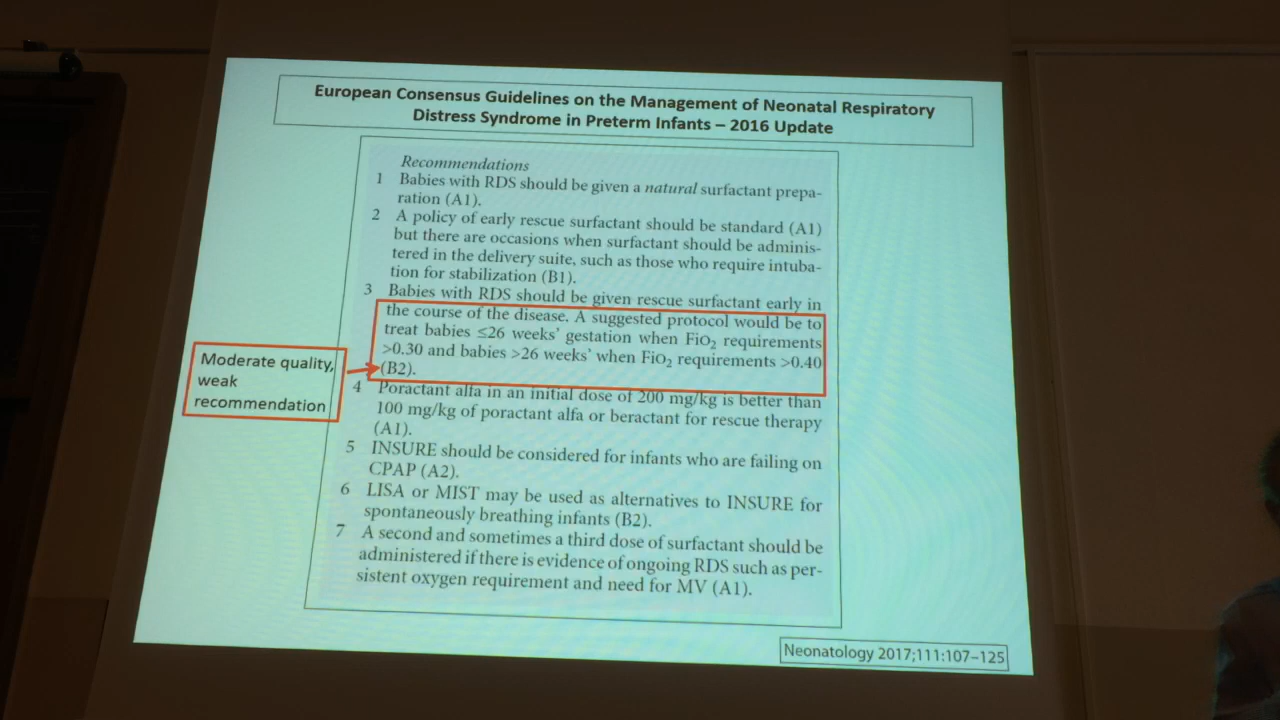 European Consensus Guidelines on the Management of Neonatal Respiratory
Distress Syndrome in Preterm Infants – 2016 Update
Recommendations
1 Babies with RDS should be given a natural surfactant prepa-
ration (A1).
2 A policy of early rescue surfactant should be standard (A1)
but there are occasions when surfactant should be adminis-
tered in the delivery suite, such as those who require intuba-
tion for stabilization (B1).
3 Babies with RDS should be given rescue surfactant early in
the course of the disease. A suggested protocol would be to
treat babies ≤26 weeks’ gestation when FiO₂ requirements
>0.30 and babies >26 weeks’ when FiO₂ requirements >0.40
(B2).
Moderate quality,
weak
recommendation
4 Poractant alfa in an initial dose of 200 mg/kg is better than
100 mg/kg of poractant alfa or beractant for rescue therapy
(A1).
5 INSURE should be considered for infants who are failing on
CPAP (A2).
6 LISA or MIST may be used as alternatives to INSURE for
spontaneously breathing infants (B2).
7 A second and sometimes a third dose of surfactant should be
administered if there is evidence of ongoing RDS such as per-
sistent oxygen requirement and need for MV (A1).
Neonatology 2017;111:107–125